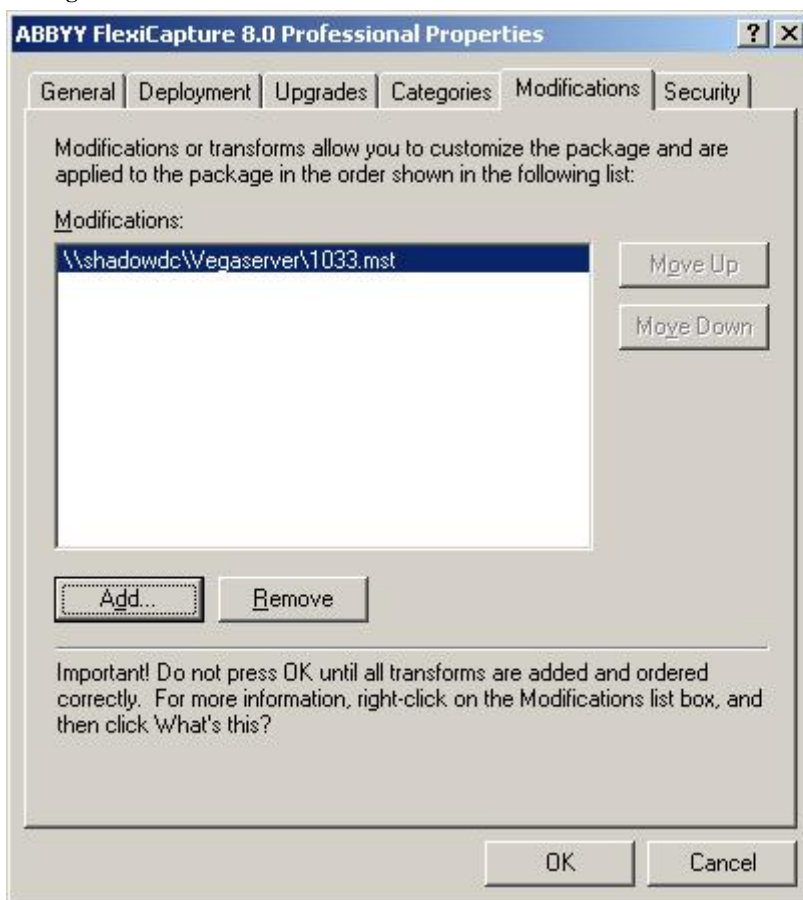 ABBYY FlexiCapture 8.0 Professional Properties
General Deployment Upgrades Categories Modifications Security
Modifications or transforms allow you to customize the package and are
applied to the package in the order shown in the following list:
Modifications:
\\shadowdc\Vegaserver\1033.mst
Move Up
Move Down
Add... Remove
Important! Do not press OK until all transforms are added and ordered
correctly. For more information, right-click on the Modifications list box, and
then click What's this?
OK Cancel